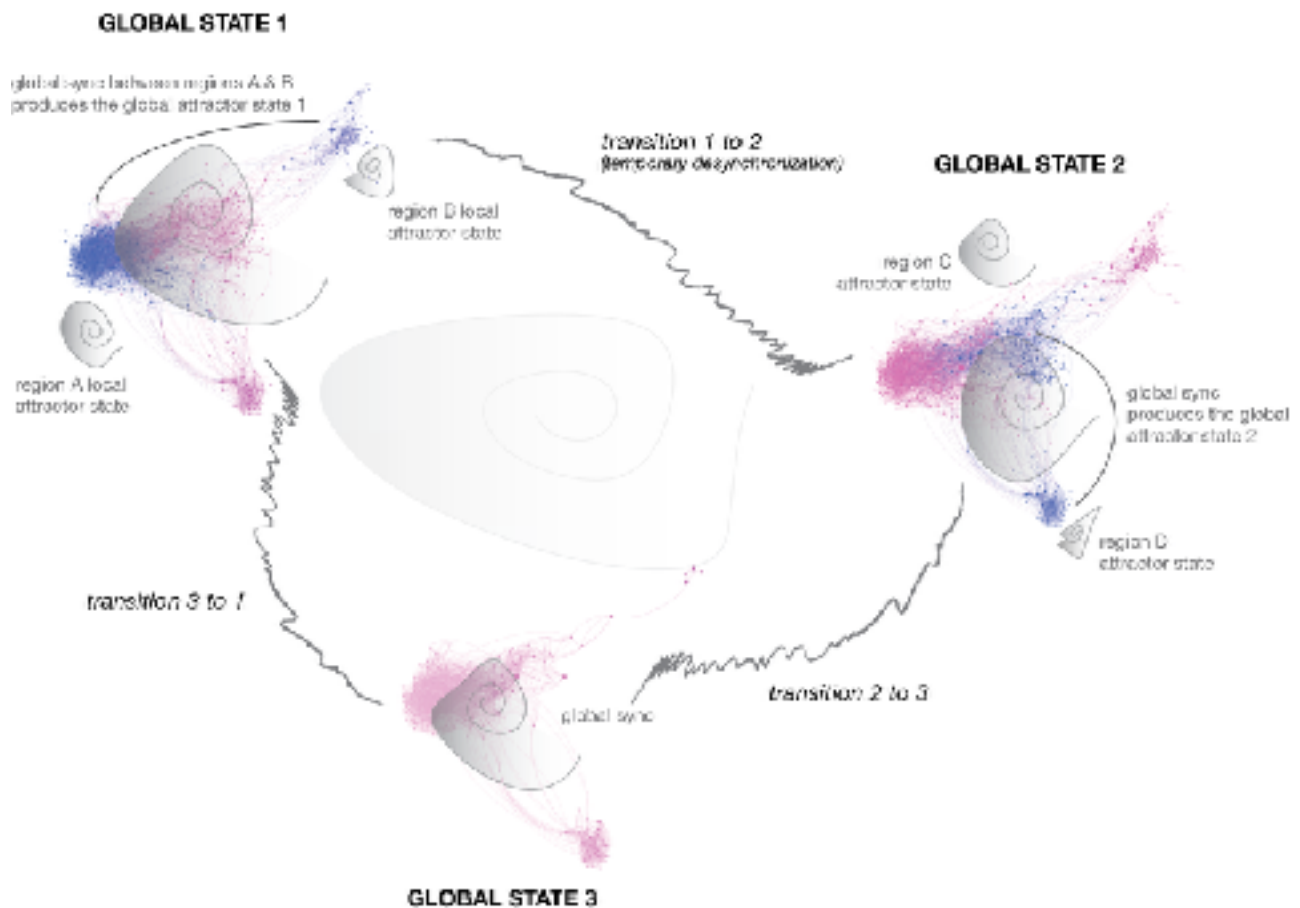 GLOBAL STATE 1
global sync between regions A & B
produces the global attractor state 1
transition 1 to 2
(temporary desynchronization)
GLOBAL STATE 2
region B local
attractor state
region C
attractor state
region A local
attractor state
global sync
produces the global
attractor state 2
region D
attractor state
transition 3 to 1
transition 2 to 3
global sync
GLOBAL STATE 3